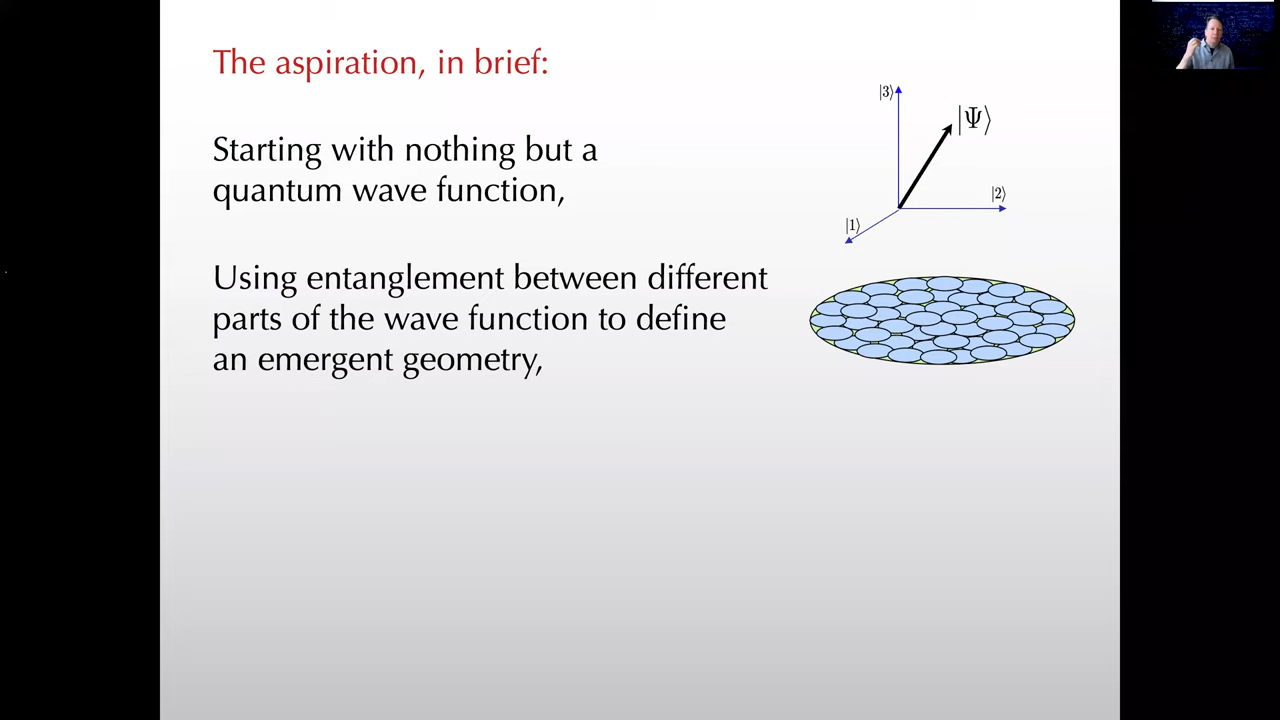 The aspiration, in brief:
Starting with nothing but a
quantum wave function,
|3⟩
|Ψ⟩
|2⟩
|1⟩
Using entanglement between different
parts of the wave function to define
an emergent geometry,